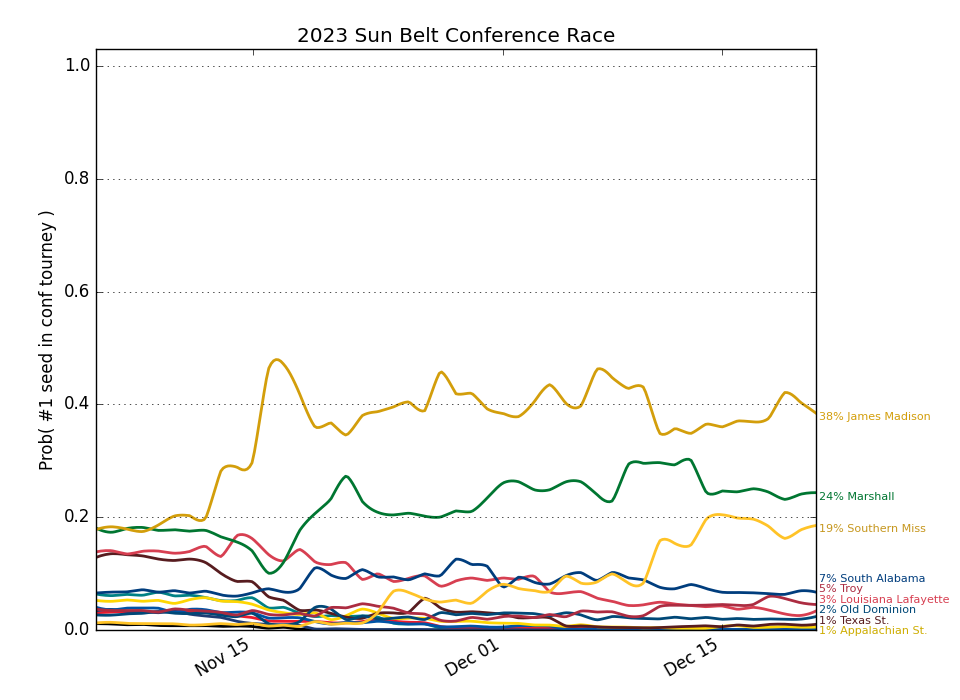 2023 Sun Belt Conference Race
Prob( #1 seed in conf tourney )
1.0
0.8
0.6
0.4
0.2
0.0
Nov 15
Dec 01
Dec 15
38% James Madison
24% Marshall
19% Southern Miss
7% South Alabama
5% Troy
3% Louisiana Lafayette
2% Old Dominion
1% Texas St.
1% Appalachian St.